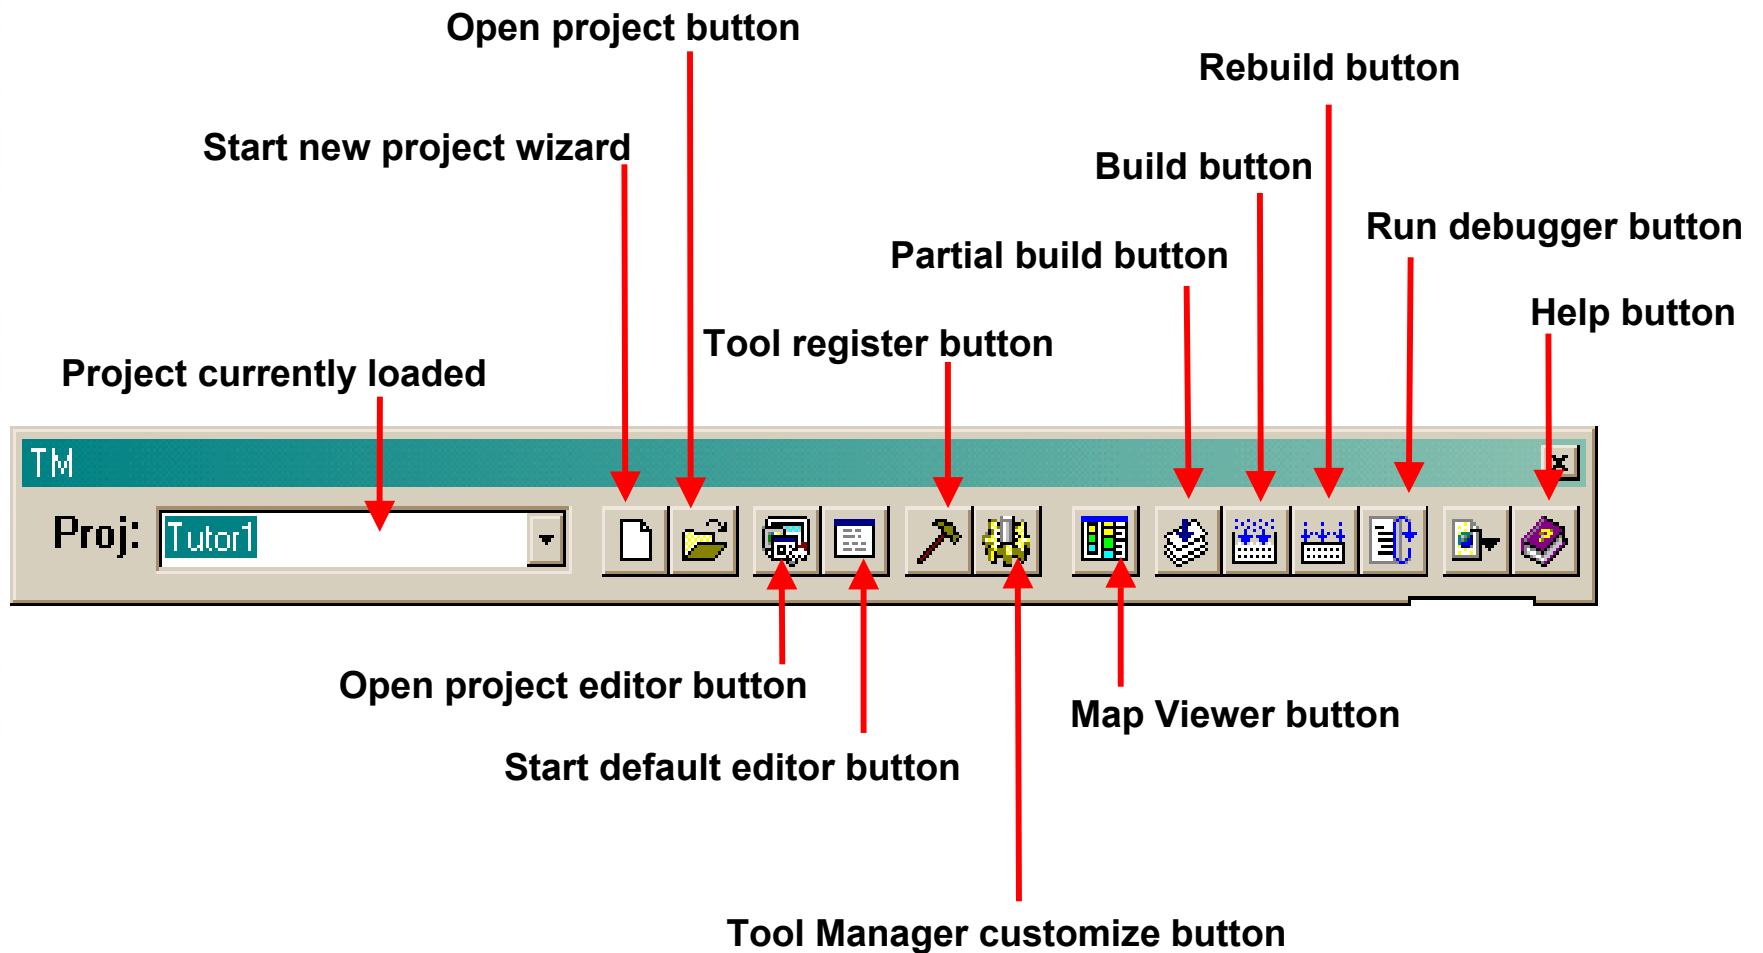 Open project button
Rebuild button
Start new project wizard
Build button
Run debugger button
Partial build button
Help button
Tool register button
Project currently loaded
TM
Proj: Tutor1
Open project editor button
Map Viewer button
Start default editor button
Tool Manager customize button